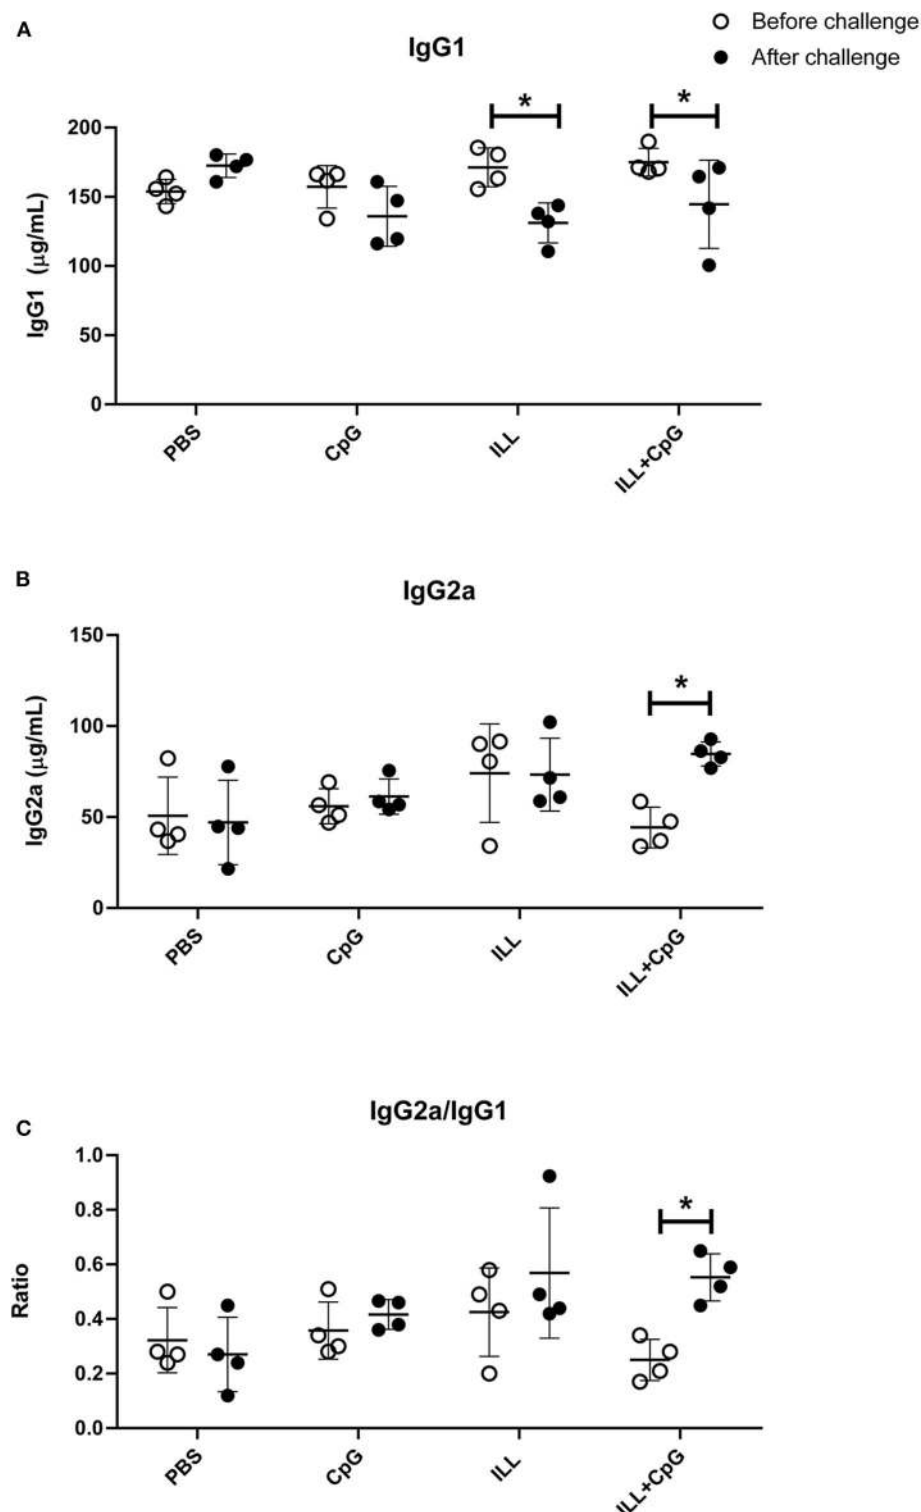 A
IgG1
Before challenge
After challenge
*
*
200
150
100
50
0
IgG1 (µg/mL)
PBS
CpG
ILL
ILL+CpG
B
IgG2a
*
150
100
50
0
IgG2a (µg/mL)
PBS
CpG
ILL
ILL+CpG
C
IgG2a/IgG1
*
1.0
0.8
0.6
0.4
0.2
0.0
Ratio
PBS
CpG
ILL
ILL+CpG